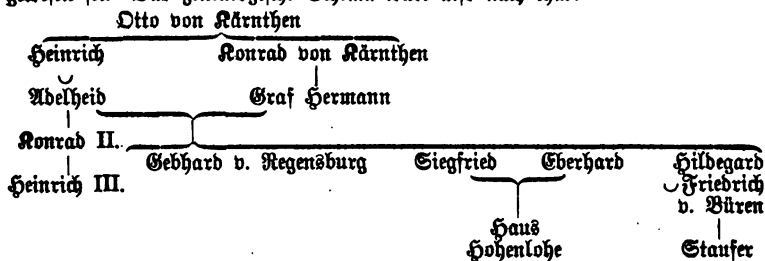 Otto von Kärnthen
Heinrich Konrad von Kärnthen
Adelheid Graf Hermann
Konrad II.
Gebhard v. Regensburg Siegfried Eberhard Hildegard
Heinrich III. Friedrich
v. Büren
Haus
Hohenlohe Staufer